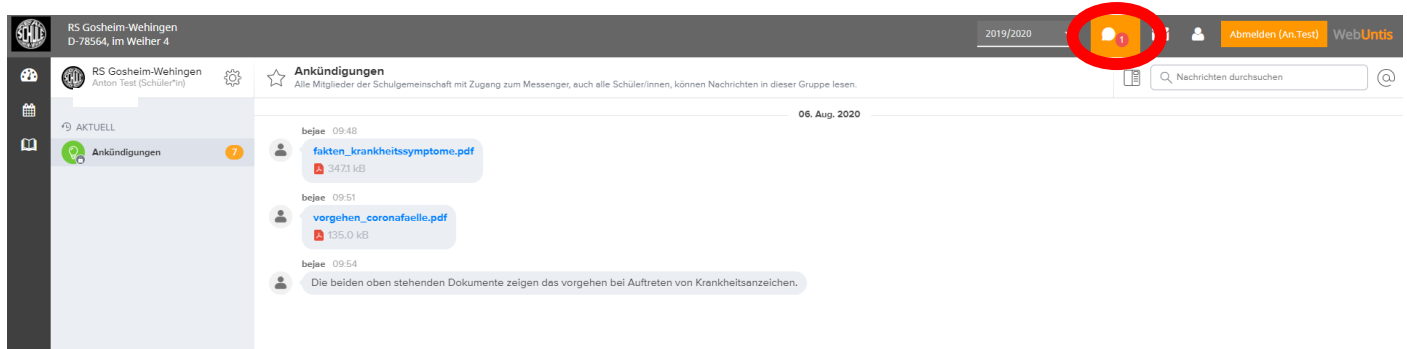 SCHULE
RS Gosheim-Wehingen
D-78564, im Weiher 4
2019/2020
1
Abmelden (An.Test)
WebUntis
RS Gosheim-Wehingen
Anton Test (Schüler*in)
Ankündigungen
Alle Mitglieder der Schulgemeinschaft mit Zugang zum Messenger, auch alle Schüler/innen, können Nachrichten in dieser Gruppe lesen.
Nachrichten durchsuchen
AKTUELL
Ankündigungen 7
06. Aug. 2020
bejae 09:48
fakten_krankheitssymptome.pdf
347.1 kB
bejae 09:51
vorgehen_coronafaelle.pdf
135.0 kB
bejae 09:54
Die beiden oben stehenden Dokumente zeigen das vorgehen bei Auftreten von Krankheitsanzeichen.